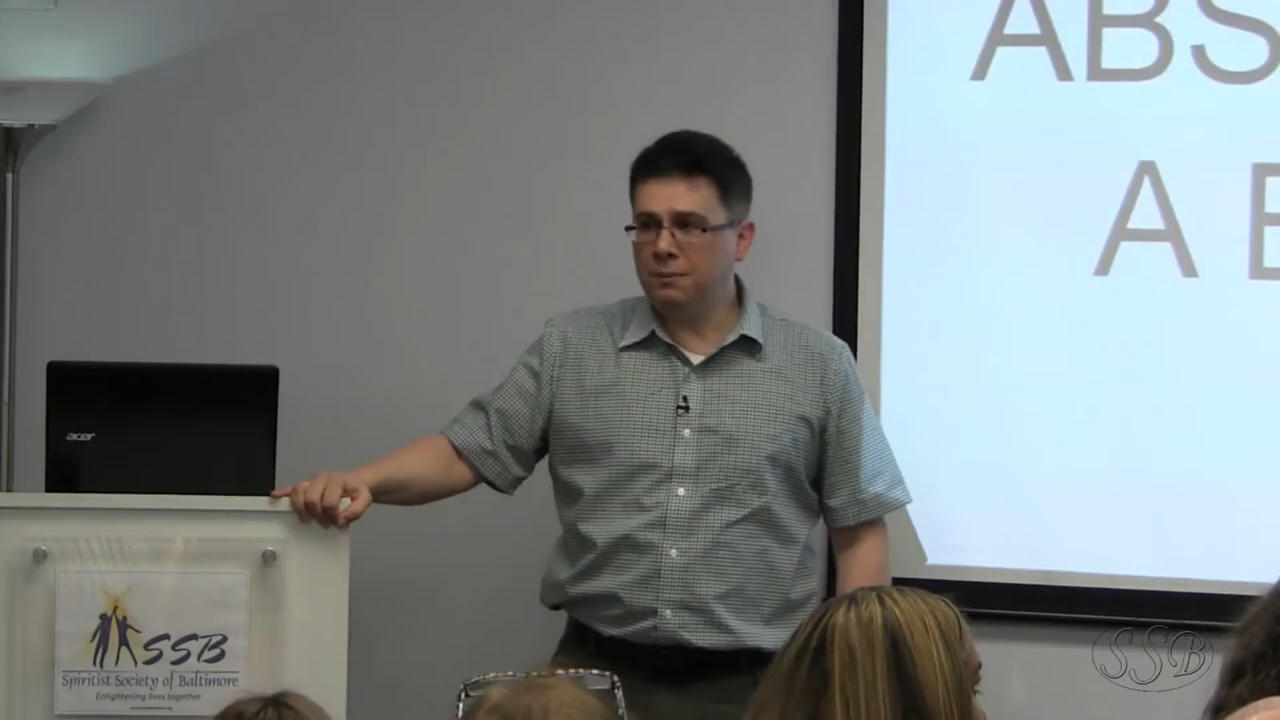 ABS
A
acer
SSB
Spiritist Society of Baltimore
Enlightening lives together
SSB